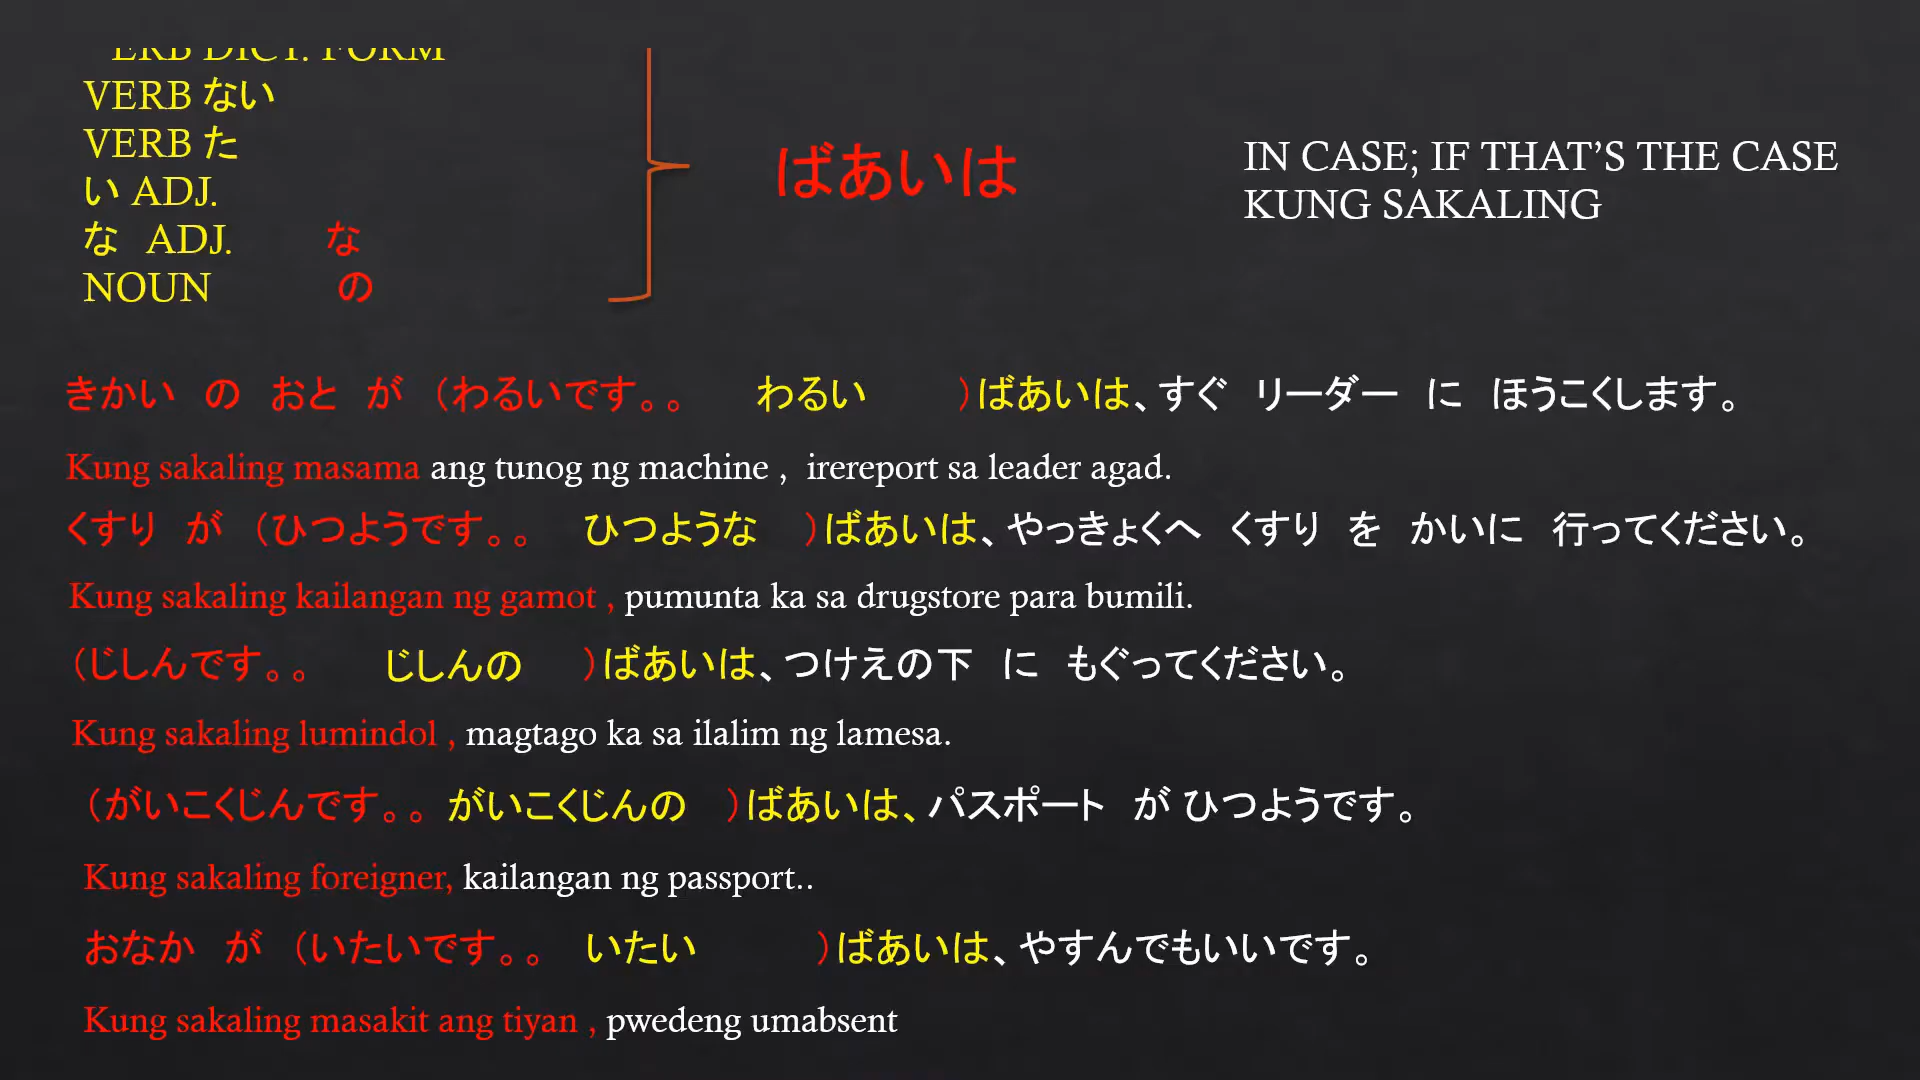 ERB DICT. FORM
VERB ない
VERB た
い ADJ.
な ADJ. な
NOUN の
ばあいは
IN CASE; IF THAT’S THE CASE
KUNG SAKALING
きかい の おと が （わるいです。。 わるい ）ばあいは、すぐ リーダー に ほうこくします。
Kung sakaling masama ang tunog ng machine , irereport sa leader agad.
くすり が （ひつようです。。 ひつような ）ばあいは、やっきょくへ くすり を かいに 行ってください。
Kung sakaling kailangan ng gamot , pumunta ka sa drugstore para bumili.
（じしんです。。 じしんの ）ばあいは、つけえの下 に もぐってください。
Kung sakaling lumindol , magtago ka sa ilalim ng lamesa.
（がいこくじんです。。 がいこくじんの ）ばあいは、パスポート が ひつようです。
Kung sakaling foreigner, kailangan ng passport..
おなか が （いたいです。。 いたい ）ばあいは、やすんでもいいです。
Kung sakaling masakit ang tiyan , pwedeng umabsent